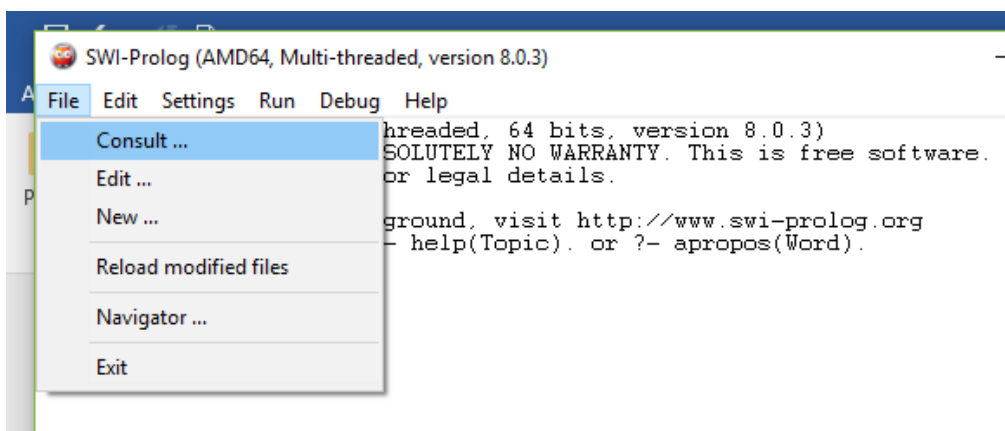 SWI-Prolog (AMD64, Multi-threaded, version 8.0.3)
File Edit Settings Run Debug Help
hreaded, 64 bits, version 8.0.3)
SOLUTELY NO WARRANTY. This is free software.
or legal details.
ground, visit http://www.swi-prolog.org
- help(Topic). or ?- apropos(Word).
Consult ...
Edit ...
New ...
Reload modified files
Navigator ...
Exit
A
P